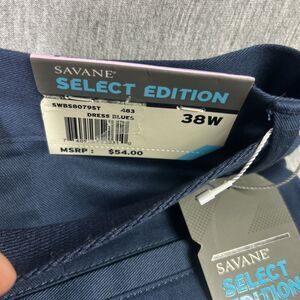 SAVANE®
SELECT EDITION
SWBS8079ST 483
DRESS BLUES
38W
MSRP : $54.00
SAVANE®
SELECT
EDITION